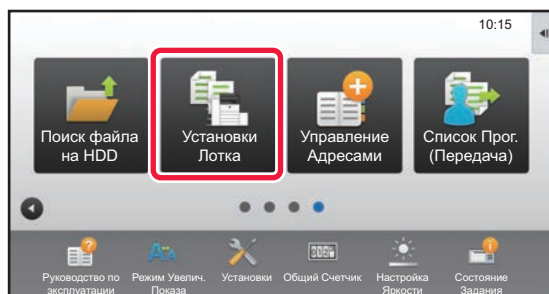 10:15
Поиск файла
на HDD
Установки
Лотка
Управление
Адресами
Список Прог.
(Передача)
Руководство по
эксплуатации
Режим Увелич.
Показа
Установки
Общий Счетчик
Настройка
Яркости
Состояние
Задания